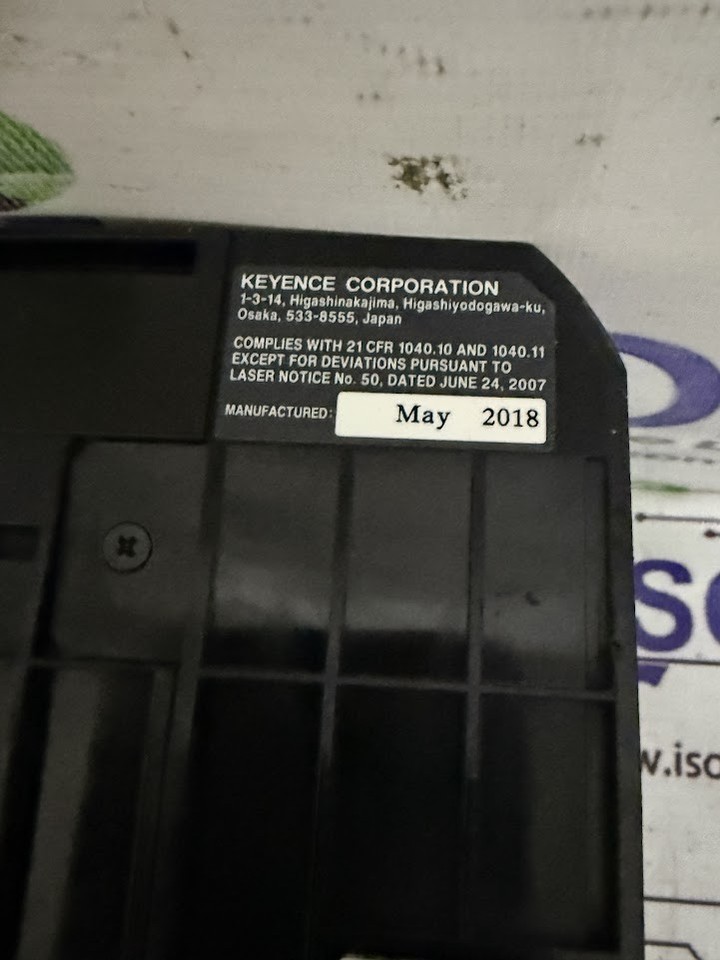 KEYENCE CORPORATION
1-3-14, Higashinakajima, Higashiyodogawa-ku,
Osaka, 533-8555, Japan
COMPLIES WITH 21 CFR 1040.10 AND 1040.11
EXCEPT FOR DEVIATIONS PURSUANT TO
LASER NOTICE No. 50, DATED JUNE 24, 2007
MANUFACTURED: May 2018